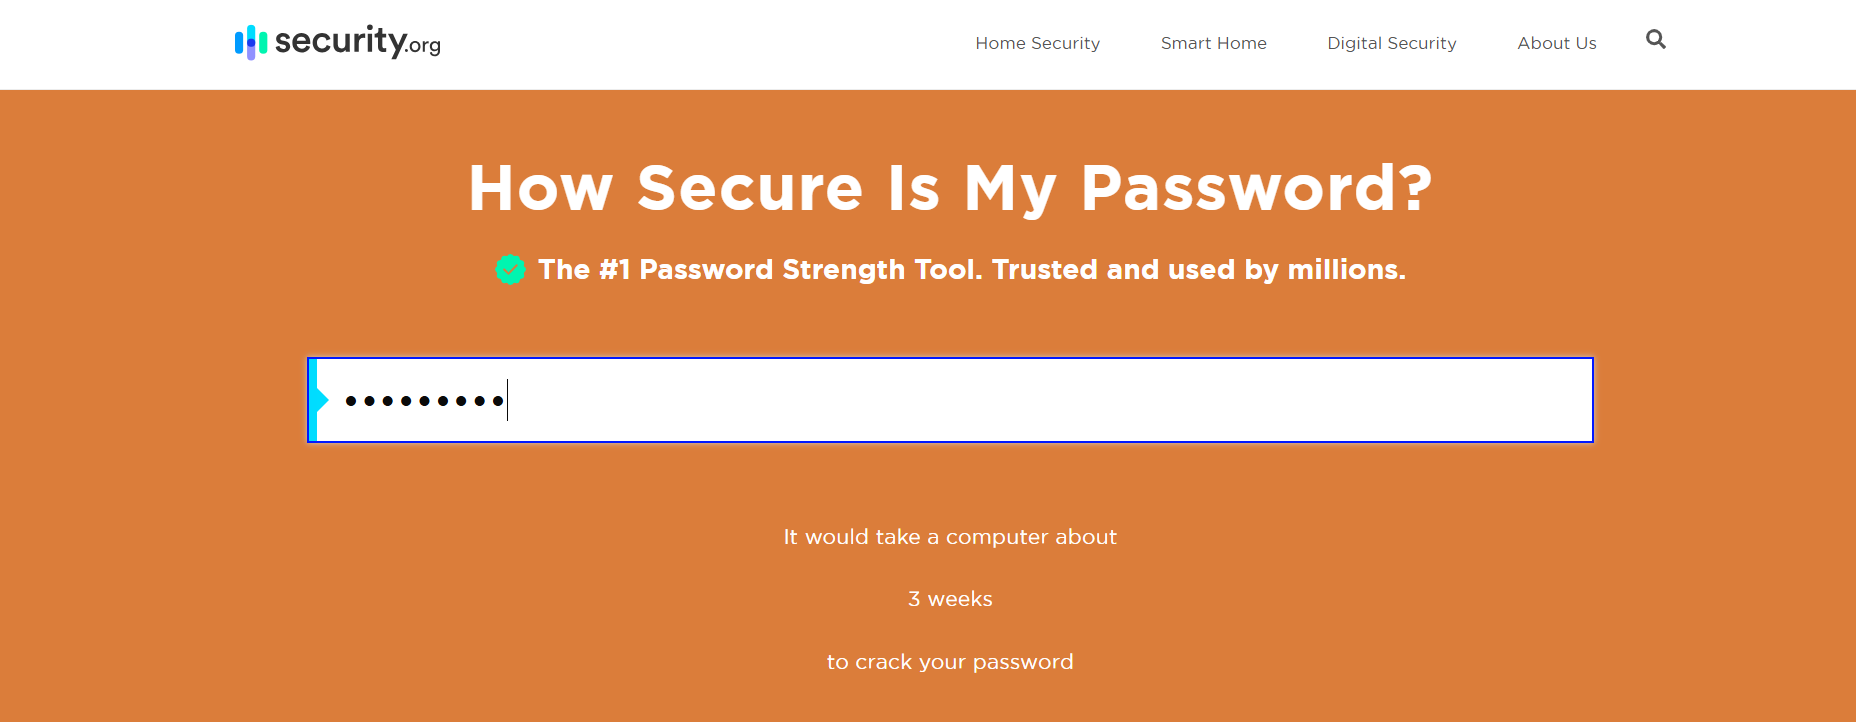 security.org
Home Security Smart Home Digital Security About Us
How Secure Is My Password?
The #1 Password Strength Tool. Trusted and used by millions.
•••••••••
It would take a computer about
3 weeks
to crack your password